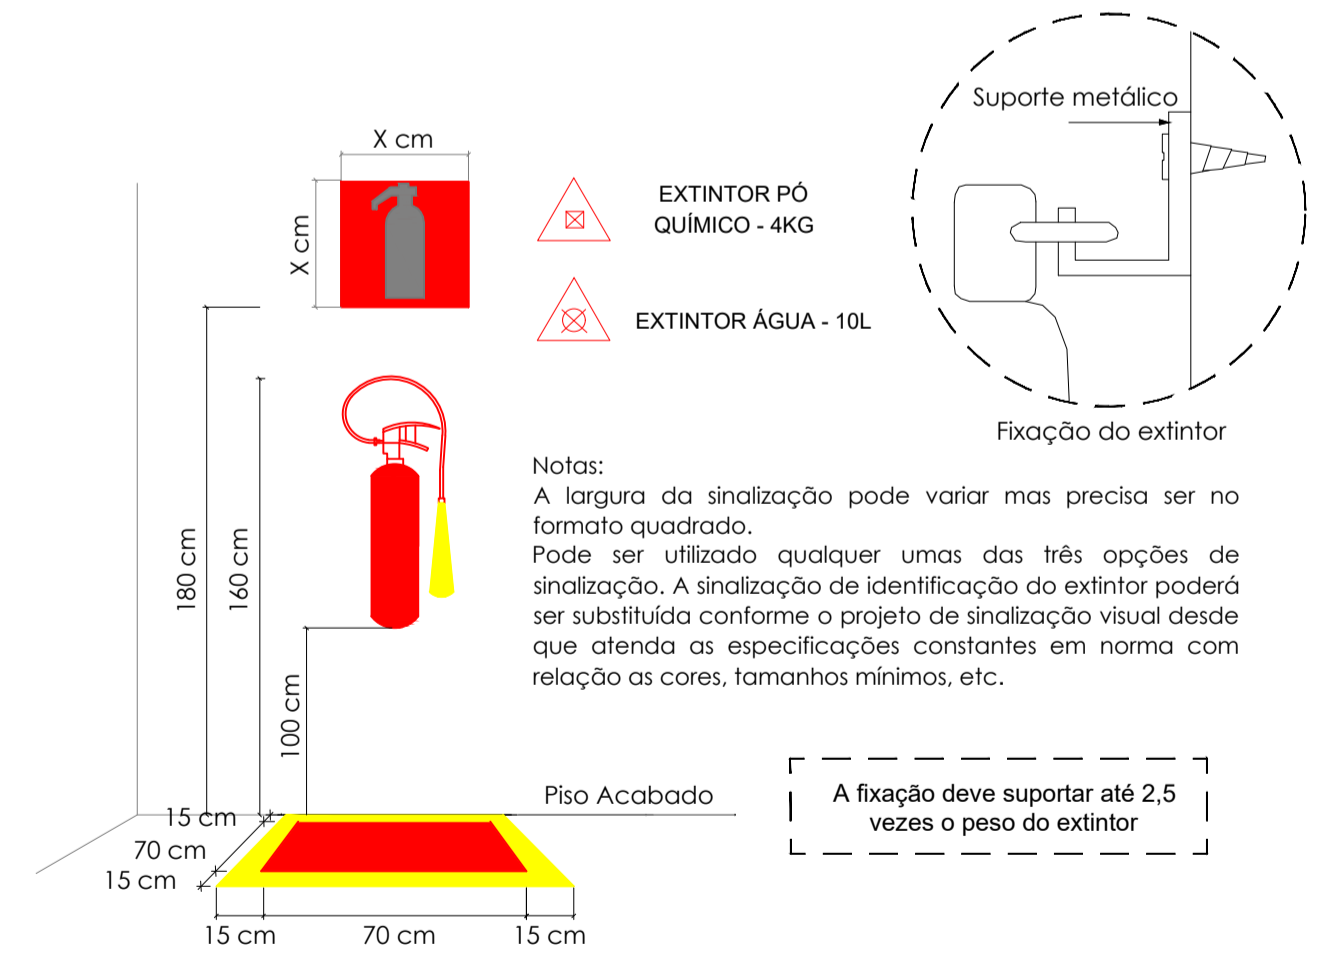 X cm
X cm
EXTINTOR PÓ
QUÍMICO - 4KG
EXTINTOR ÁGUA - 10L
Suporte metálico
Fixação do extintor
Notas:
A largura da sinalização pode variar mas precisa ser no
formato quadrado.
Pode ser utilizado qualquer umas das três opções de
sinalização. A sinalização de identificação do extintor poderá
ser substituída conforme o projeto de sinalização visual desde
que atenda as especificações constantes em norma com
relação as cores, tamanhos mínimos, etc.
180 cm
160 cm
100 cm
Piso Acabado
A fixação deve suportar até 2,5
vezes o peso do extintor
15 cm
70 cm
15 cm
15 cm
70 cm
15 cm